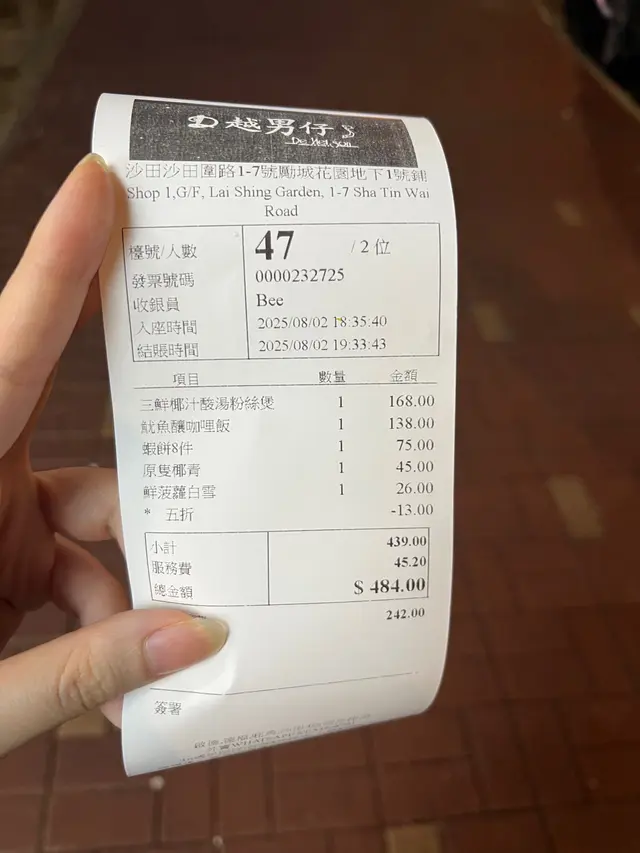 越男仔
De Viet Son
沙田沙田圍路1-7號勵城花園地下1號鋪
Shop 1,G/F, Lai Shing Garden, 1-7 Sha Tin Wai
Road
檯號/人數 47 / 2 位
發票號碼 0000232725
收銀員 Bee
入座時間 2025/08/02 18:35:40
結賬時間 2025/08/02 19:33:43
項目 數量 金額
三鮮椰汁酸湯粉絲煲 1 168.00
魷魚釀咖哩飯 1 138.00
蝦餅8件 1 75.00
原隻椰青 1 45.00
鮮菠蘿白雪 1 26.00
* 五折 -13.00
小計 439.00
服務費 45.20
總金額 $ 484.00
242.00
簽署